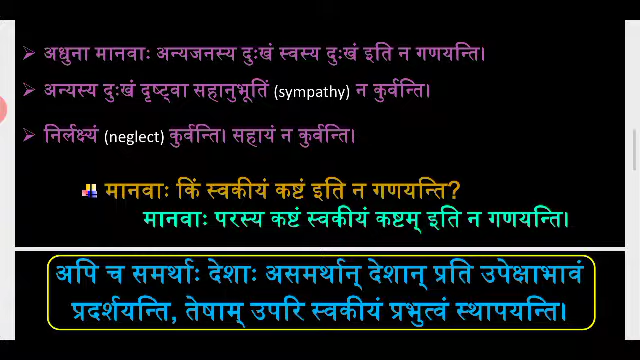 अधुना मानवाः अन्यजनस्य दुःखं स्वस्य दुःखं इति न गणयन्ति।
अन्यस्य दुःखं दृष्ट्वा सहानुभूतिं (sympathy) न कुर्वन्ति।
निर्लक्ष्यं (neglect) कुर्वन्ति। सहायं न कुर्वन्ति।
मानवाः किं स्वकीयं कष्टं इति न गणयन्ति?
मानवाः परस्य कष्टं स्वकीयं कष्टम् इति न गणयन्ति।
अपि च समर्थाः देशाः असमर्थान् देशान् प्रति उपेक्षाभावं
प्रदर्शयन्ति, तेषाम् उपरि स्वकीयं प्रभुत्वं स्थापयन्ति।